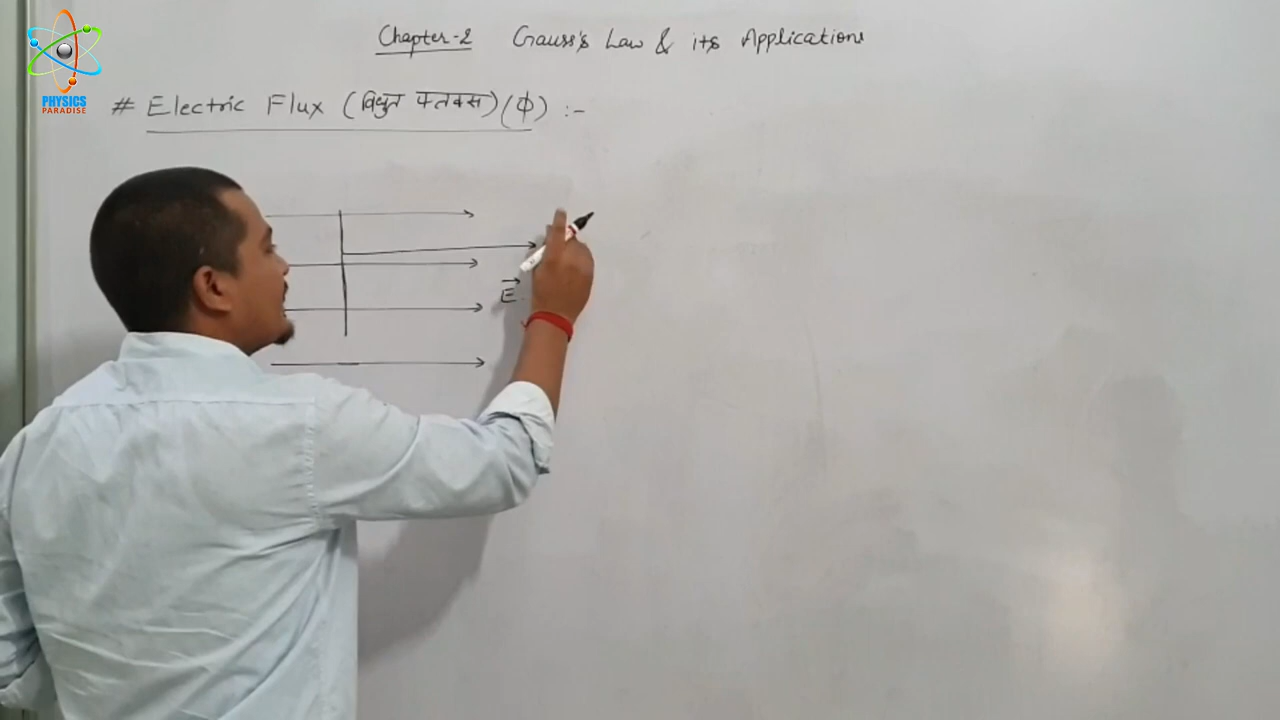 PHYSICS
PARADISE
Chapter-2 Gauss's Law & its Applications
# Electric Flux (विद्युत फ्लक्स) (Φ) :-
E